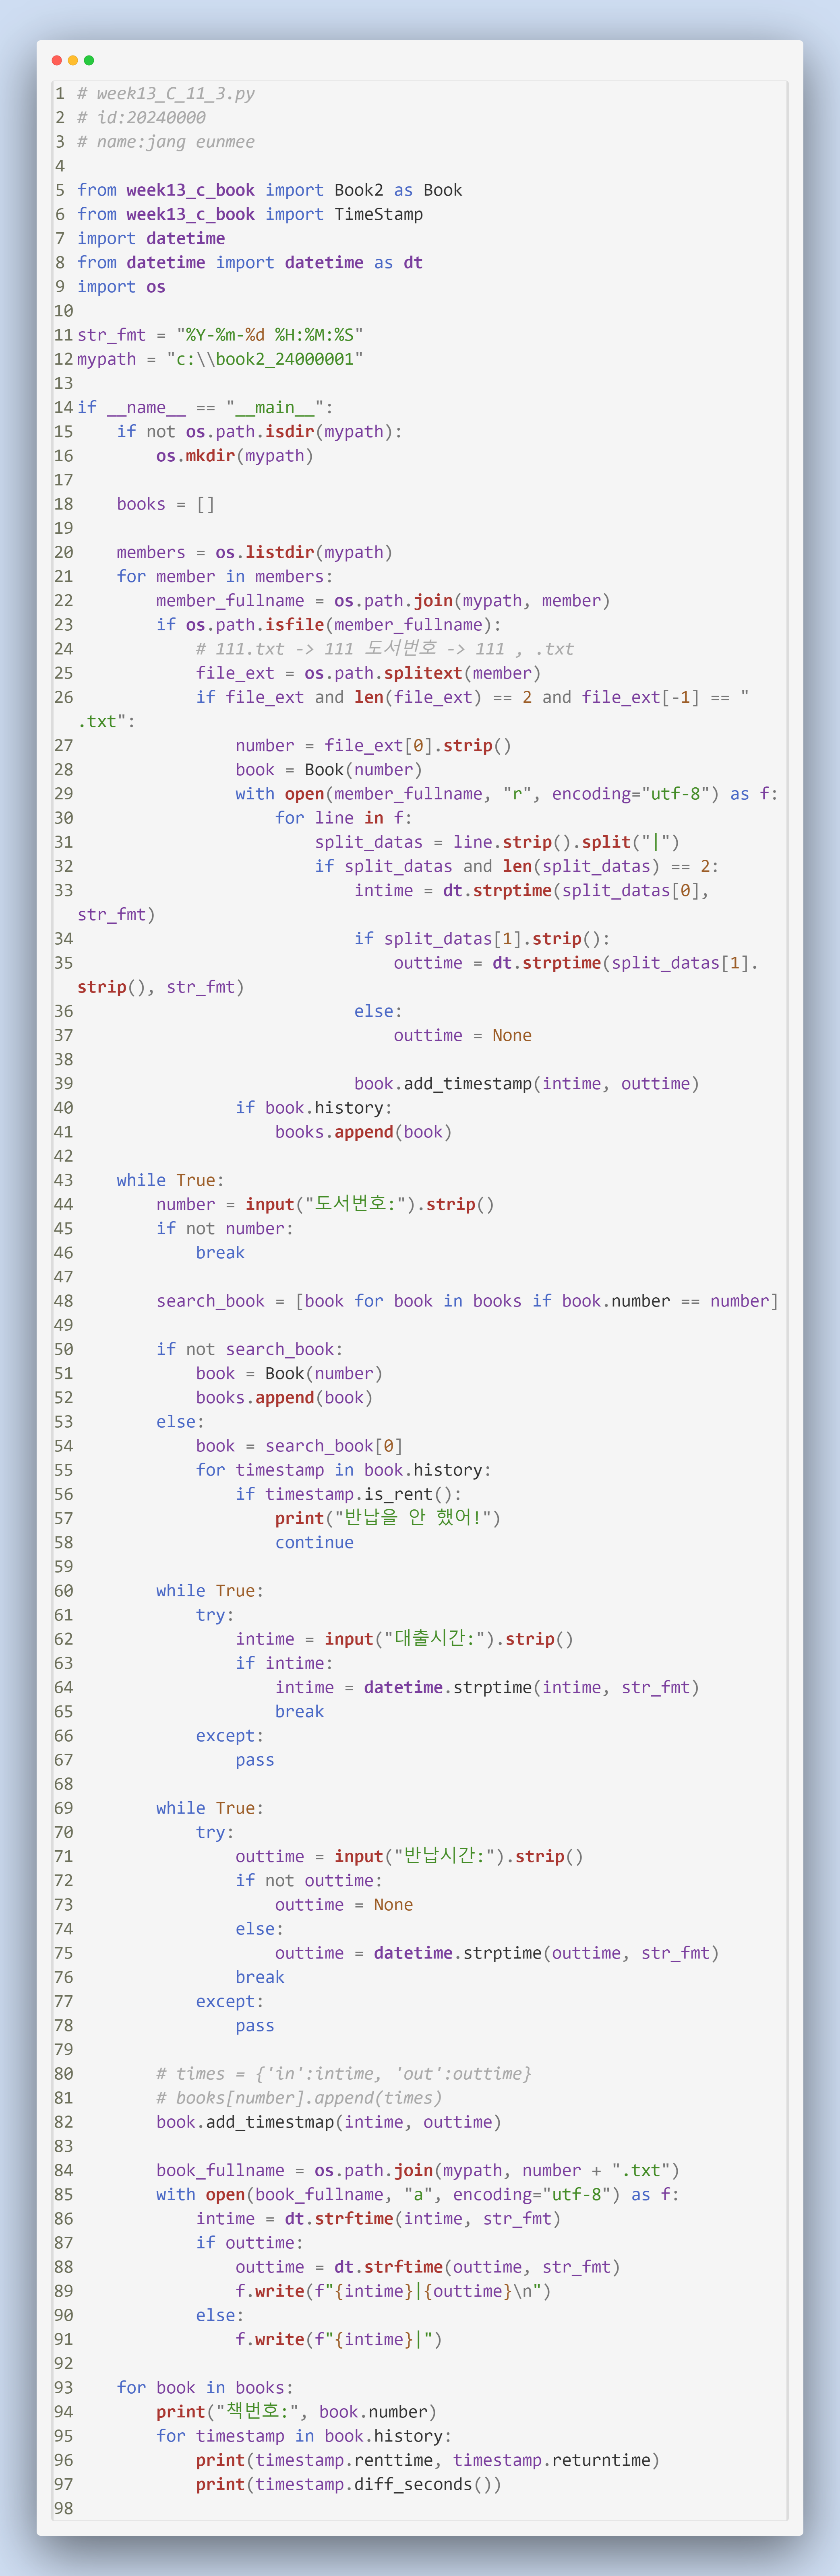 1 # week13_C_11_3.py
2 # id:20240000
3 # name:jang eunmee
4
5 from week13_c_book import Book2 as Book
6 from week13_c_book import TimeStamp
7 import datetime
8 from datetime import datetime as dt
9 import os
10
11 str_fmt = "%Y-%m-%d %H:%M:%S"
12 mypath = "c:\\book2_24000001"
13
14 if __name__ == "__main__":
15     if not os.path.isdir(mypath):
16         os.mkdir(mypath)
17
18     books = []
19
20     members = os.listdir(mypath)
21     for member in members:
22         member_fullname = os.path.join(mypath, member)
23         if os.path.isfile(member_fullname):
24             # 111.txt -> 111 도서번호 -> 111 , .txt
25             file_ext = os.path.splitext(member)
26             if file_ext and len(file_ext) == 2 and file_ext[-1] == "
.txt":
27                 number = file_ext[0].strip()
28                 book = Book(number)
29                 with open(member_fullname, "r", encoding="utf-8") as f:
30                     for line in f:
31                         split_datas = line.strip().split("|")
32                         if split_datas and len(split_datas) == 2:
33                             intime = dt.strptime(split_datas[0],
str_fmt)
34                             if split_datas[1].strip():
35                                 outtime = dt.strptime(split_datas[1].
strip(), str_fmt)
36                             else:
37                                 outtime = None
38
39                             book.add_timestamp(intime, outtime)
40                 if book.history:
41                     books.append(book)
42
43     while True:
44         number = input("도서번호:").strip()
45         if not number:
46             break
47
48         search_book = [book for book in books if book.number == number]
49
50         if not search_book:
51             book = Book(number)
52             books.append(book)
53         else:
54             book = search_book[0]
55             for timestamp in book.history:
56                 if timestamp.is_rent():
57                     print("반납을 안 했어!")
58                     continue
59
60         while True:
61             try:
62                 intime = input("대출시간:").strip()
63                 if intime:
64                     intime = datetime.strptime(intime, str_fmt)
65                     break
66             except:
67                 pass
68
69         while True:
70             try:
71                 outtime = input("반납시간:").strip()
72                 if not outtime:
73                     outtime = None
74                 else:
75                     outtime = datetime.strptime(outtime, str_fmt)
76                 break
77             except:
78                 pass
79
80         # times = {'in':intime, 'out':outtime}
81         # books[number].append(times)
82         book.add_timestmap(intime, outtime)
83
84         book_fullname = os.path.join(mypath, number + ".txt")
85         with open(book_fullname, "a", encoding="utf-8") as f:
86             intime = dt.strftime(intime, str_fmt)
87             if outtime:
88                 outtime = dt.strftime(outtime, str_fmt)
89                 f.write(f"{intime}|{outtime}\n")
90             else:
91                 f.write(f"{intime}|")
92
93     for book in books:
94         print("책번호:", book.number)
95         for timestamp in book.history:
96             print(timestamp.renttime, timestamp.returntime)
97             print(timestamp.diff_seconds())
98